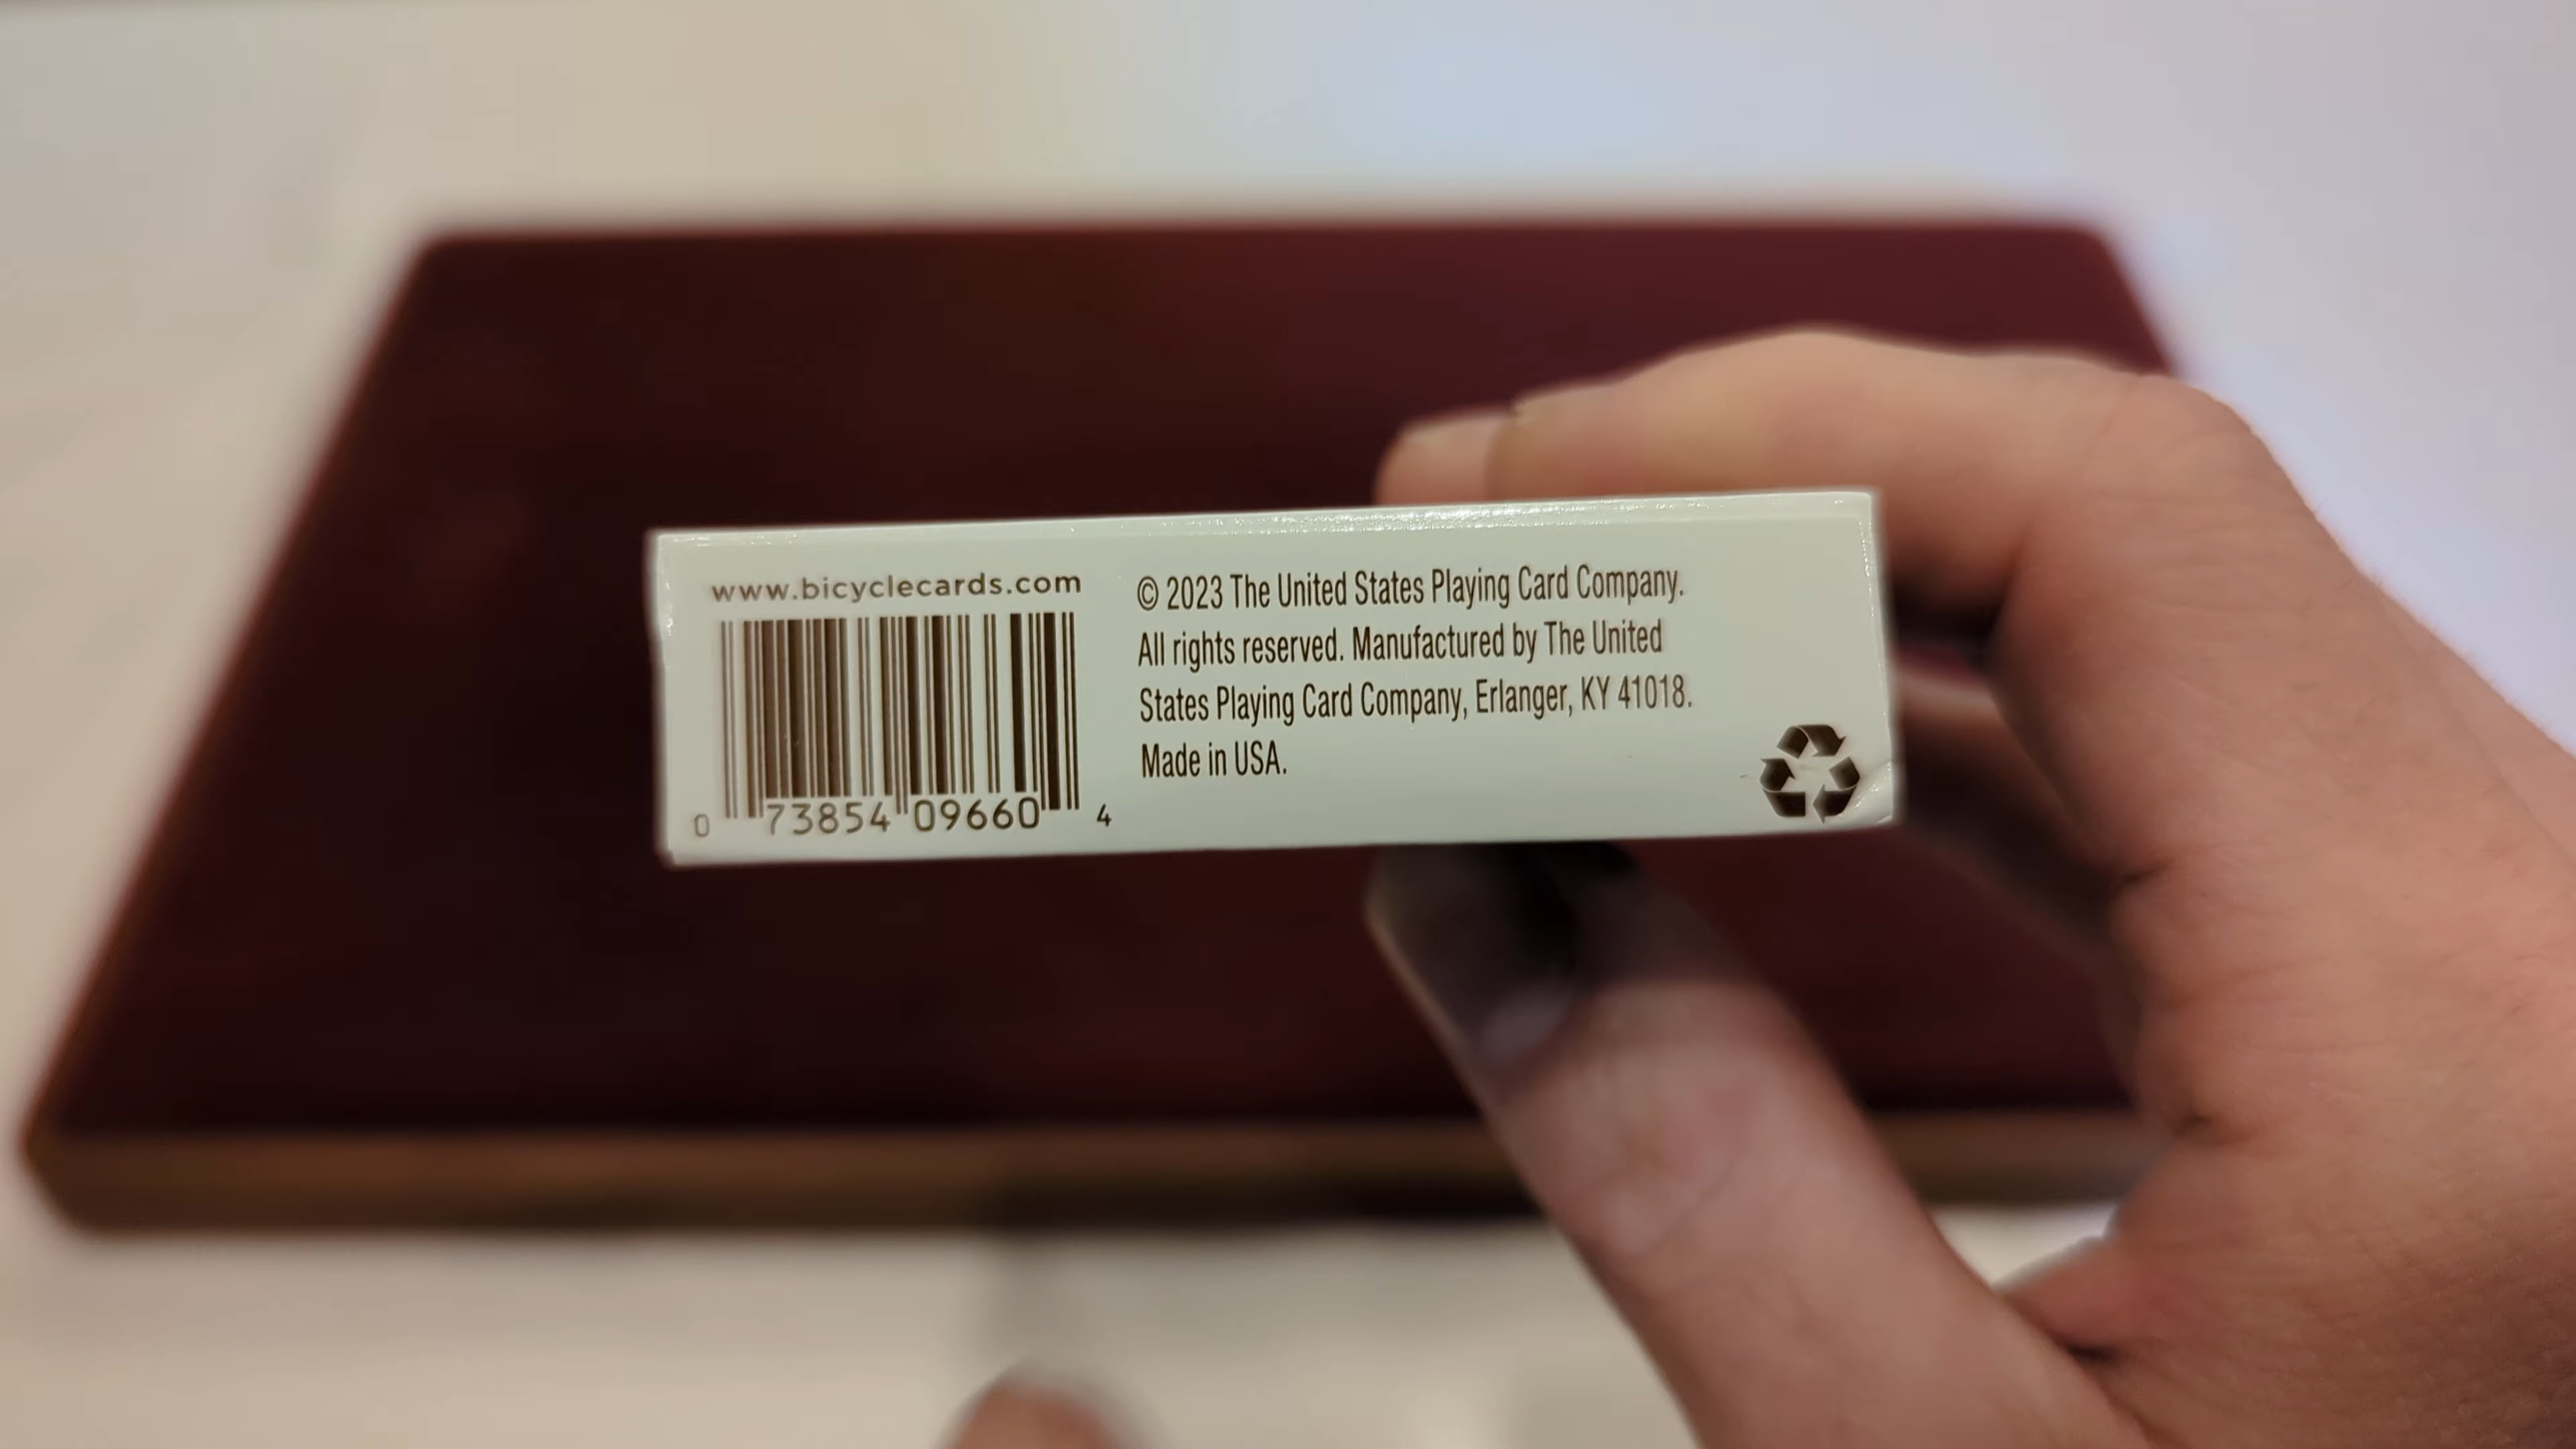 www.bicyclecards.com
0 73854 09660 4
© 2023 The United States Playing Card Company.
All rights reserved. Manufactured by The United
States Playing Card Company, Erlanger, KY 41018.
Made in USA.